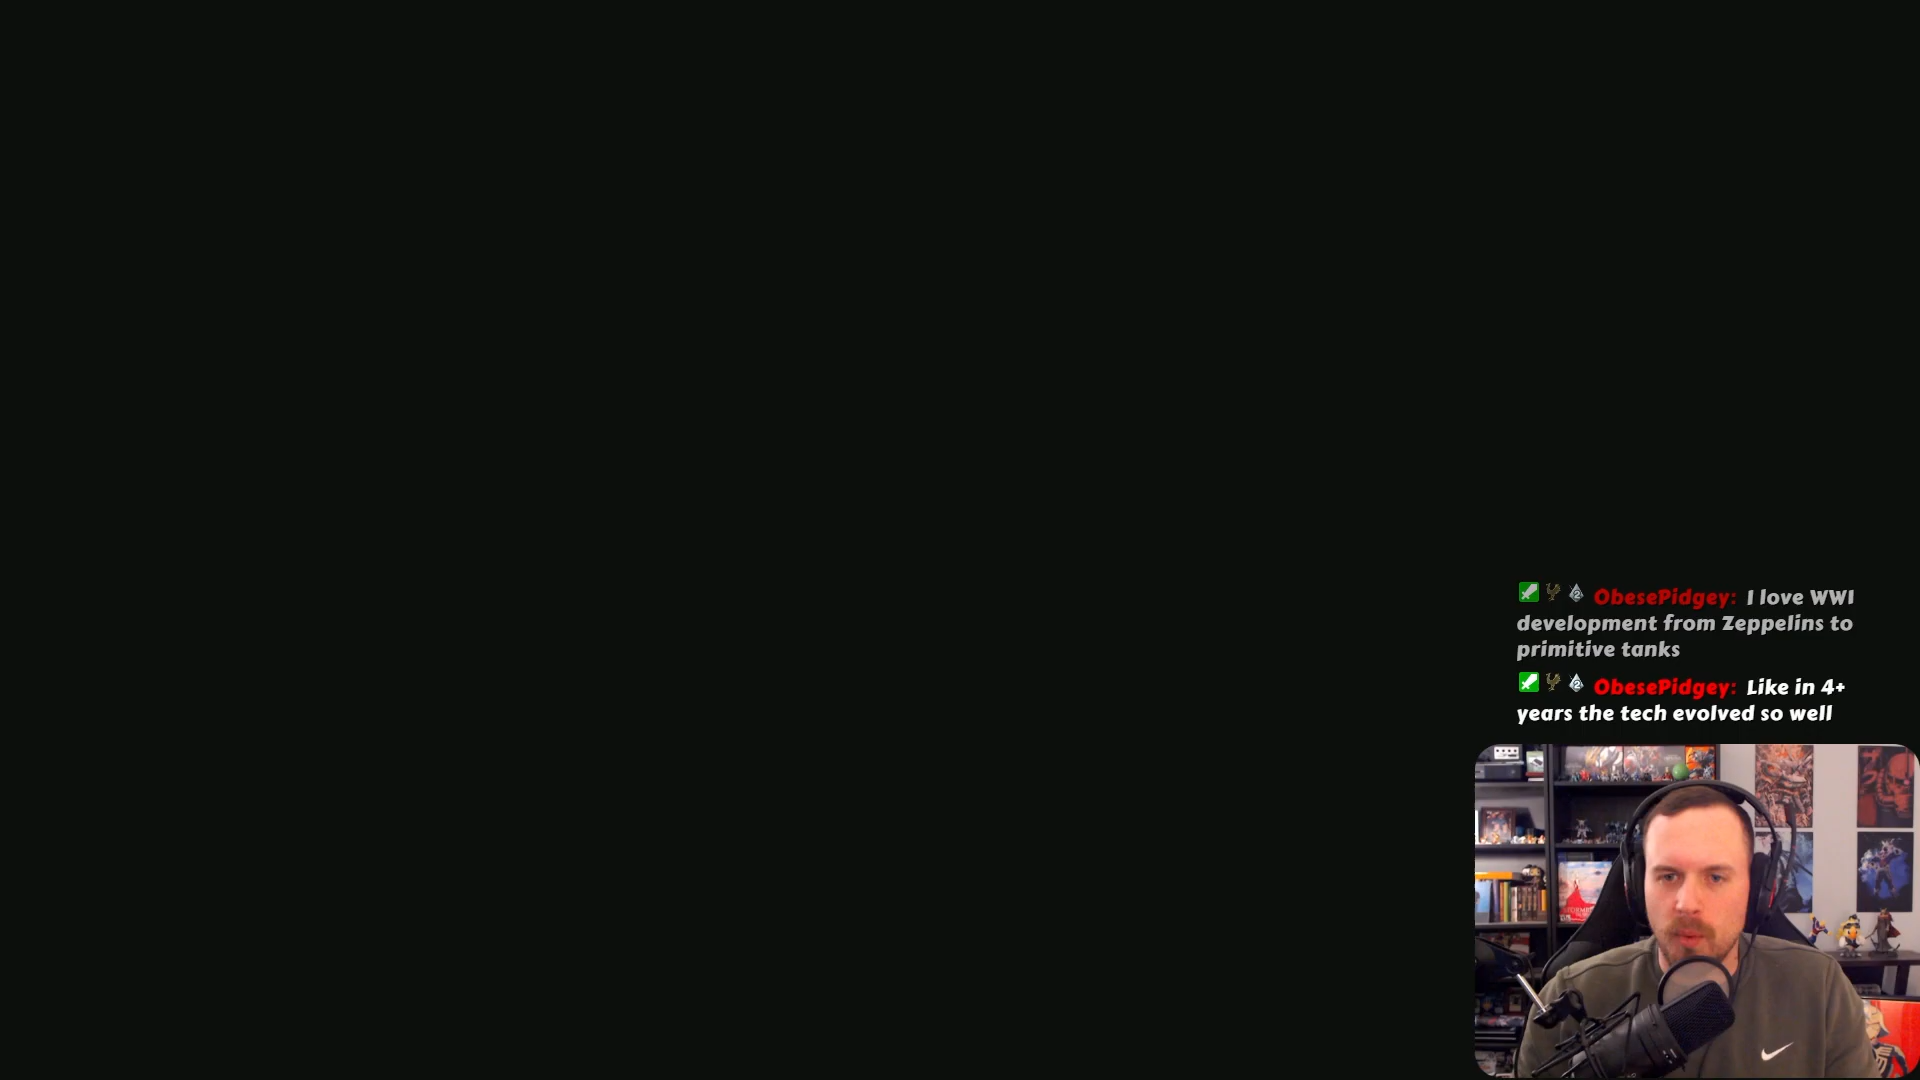 ObesePidgey: I love WWI
development from Zeppelins to
primitive tanks
ObesePidgey: Like in 4+
years the tech evolved so well